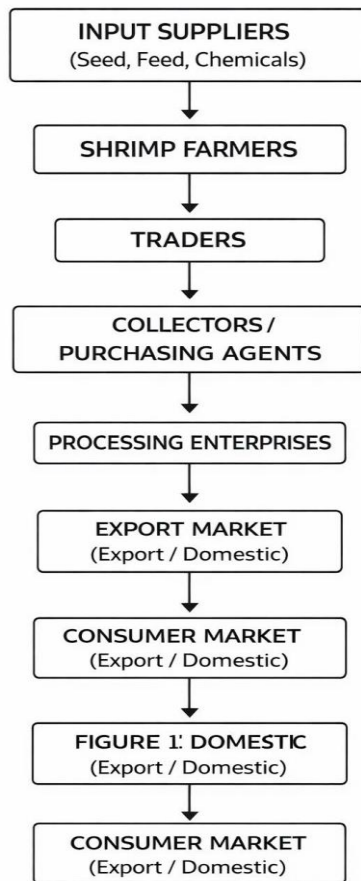 INPUT SUPPLIERS
(Seed, Feed, Chemicals)
SHRIMP FARMERS
TRADERS
COLLECTORS/
PURCHASING AGENTS
PROCESSING ENTERPRISES
EXPORT MARKET
(Export / Domestic)
CONSUMER MARKET
(Export / Domestic)
FIGURE 1: DOMESTIC
(Export / Domestic)
CONSUMER MARKET
(Export / Domestic)